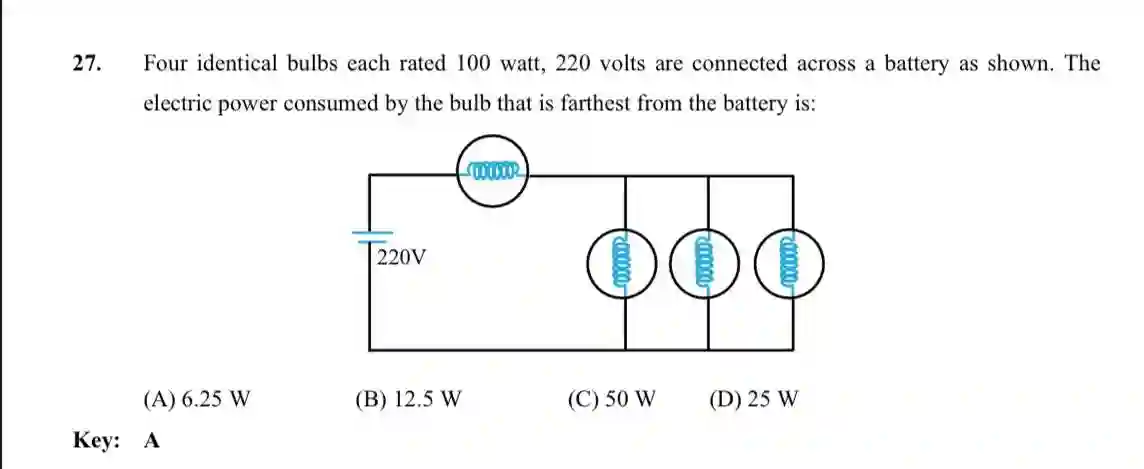 27. Four identical bulbs each rated 100 watt, 220 volts are connected across a battery as shown. The
electric power consumed by the bulb that is farthest from the battery is:
220V
(A) 6.25 W (B) 12.5 W (C) 50 W (D) 25 W
Key: A